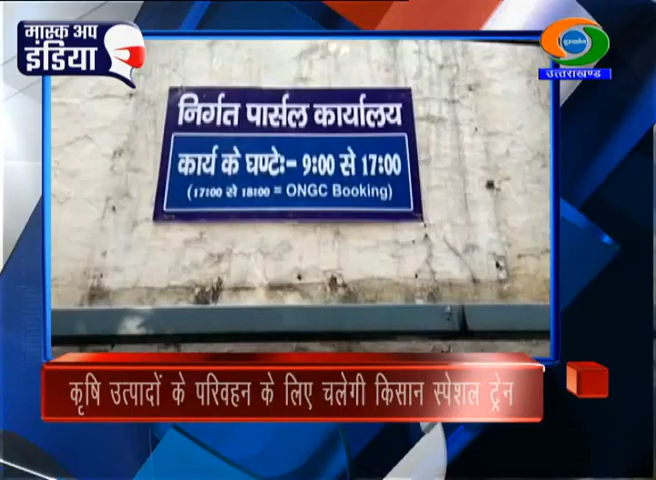 मास्क अप
इंडिया
उत्तराखण्ड
निर्गत पार्सल कार्यालय
कार्य के घण्टे:- 9:00 से 17:00
(17:00 से 18:00 = ONGC Booking)
कृषि उत्पादों के परिवहन के लिए चलेगी किसान स्पेशल ट्रेन